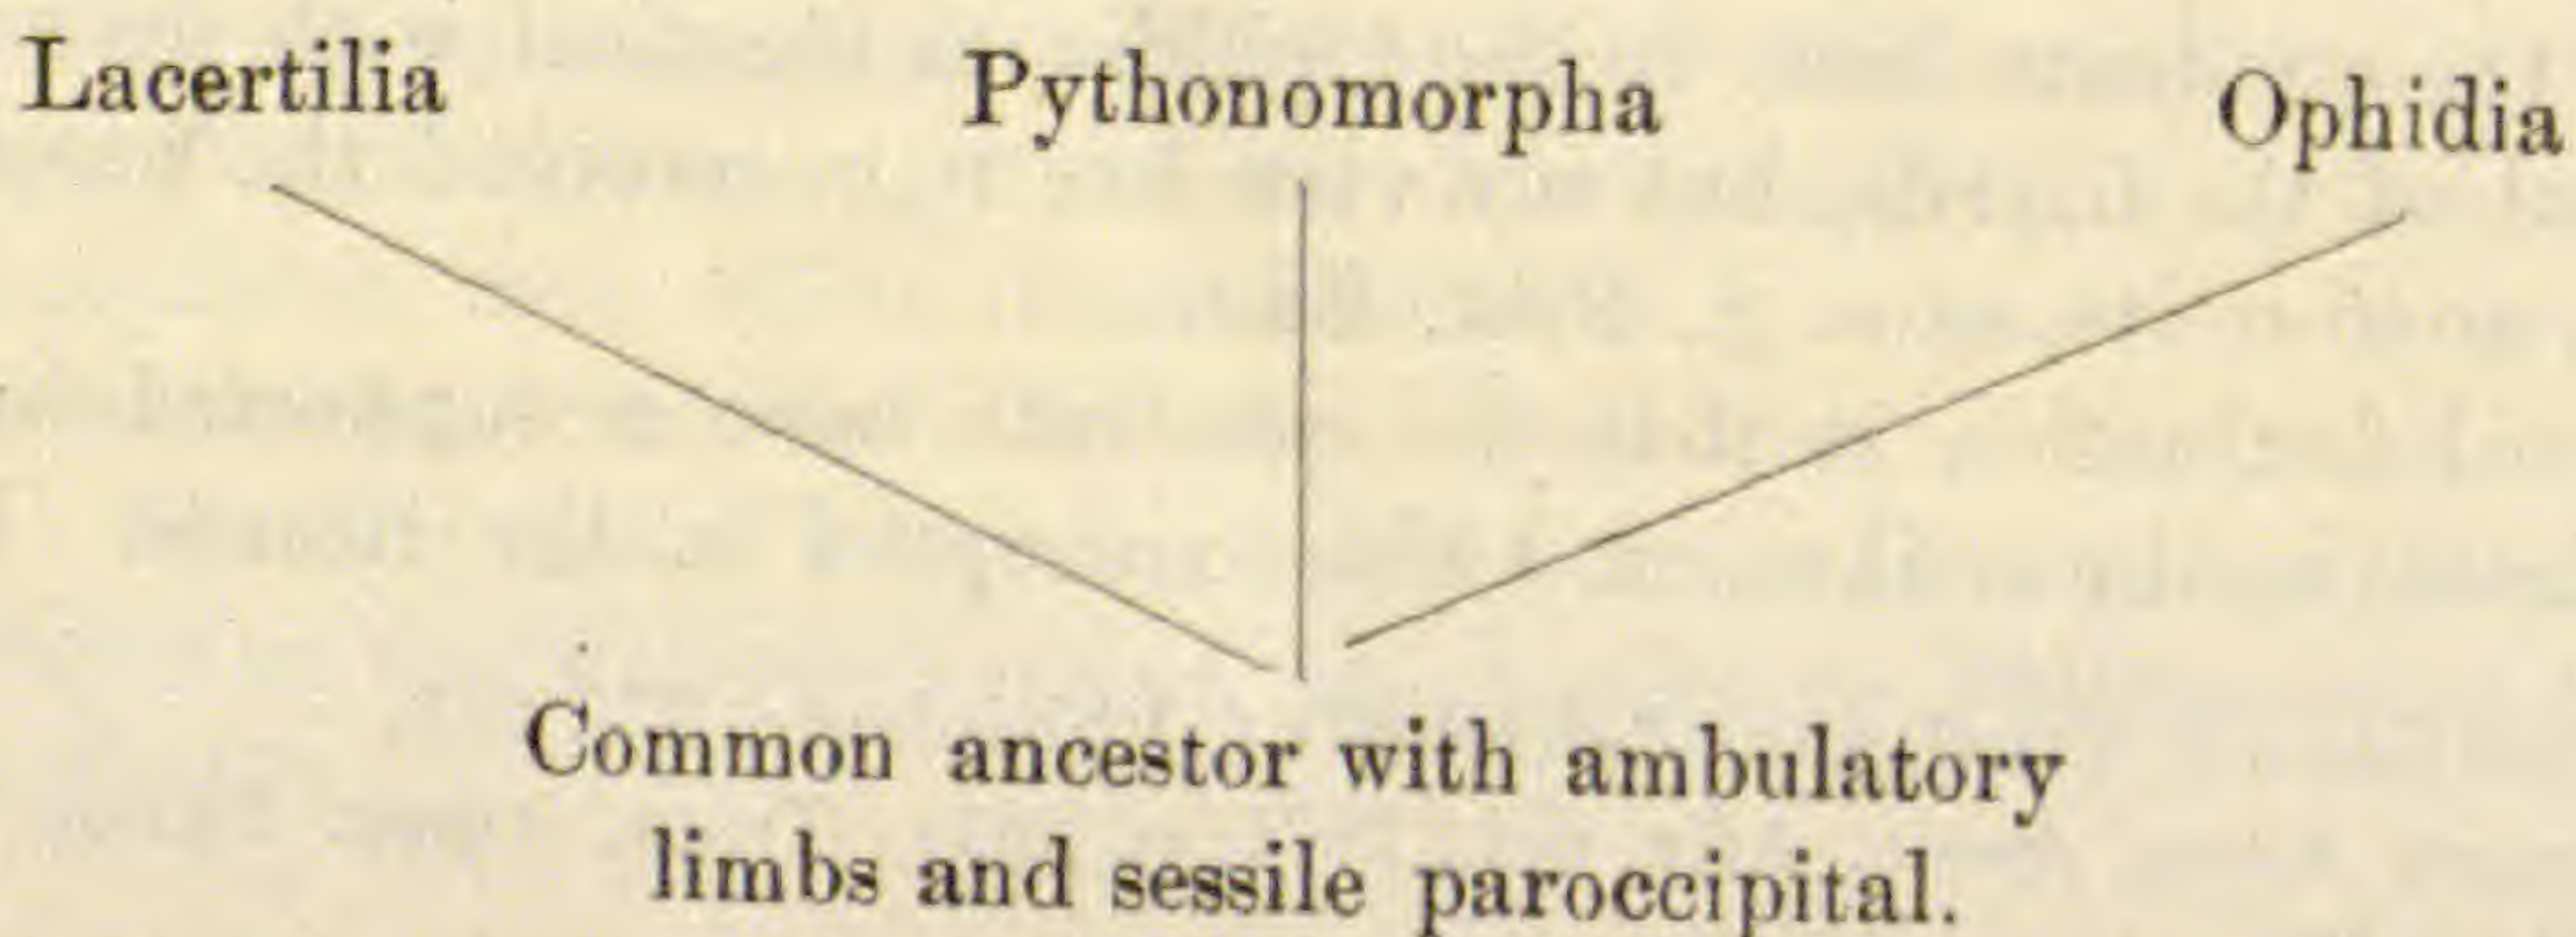 Lacertilia Pythonomorpha Ophidia
Common ancestor with ambulatory
limbs and sessile paroccipital.